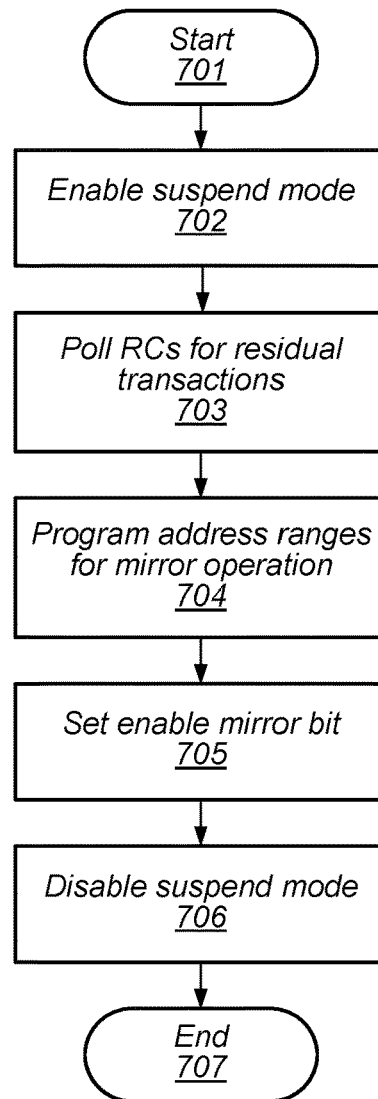 Start
701
Enable suspend mode
702
Poll RCs for residual
transactions
703
Program address ranges
for mirror operation
704
Set enable mirror bit
705
Disable suspend mode
706
End
707